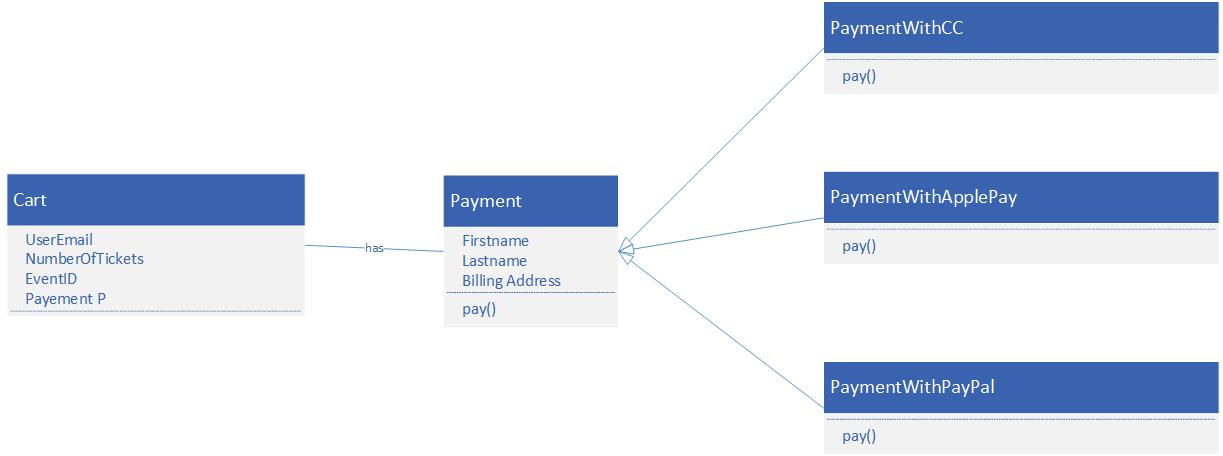 Cart
UserEmail
NumberOfTickets
EventID
Payement P
has
Payment
Firstname
Lastname
Billing Address
pay()
PaymentWithCC
pay()
PaymentWithApplePay
pay()
PaymentWithPayPal
pay()